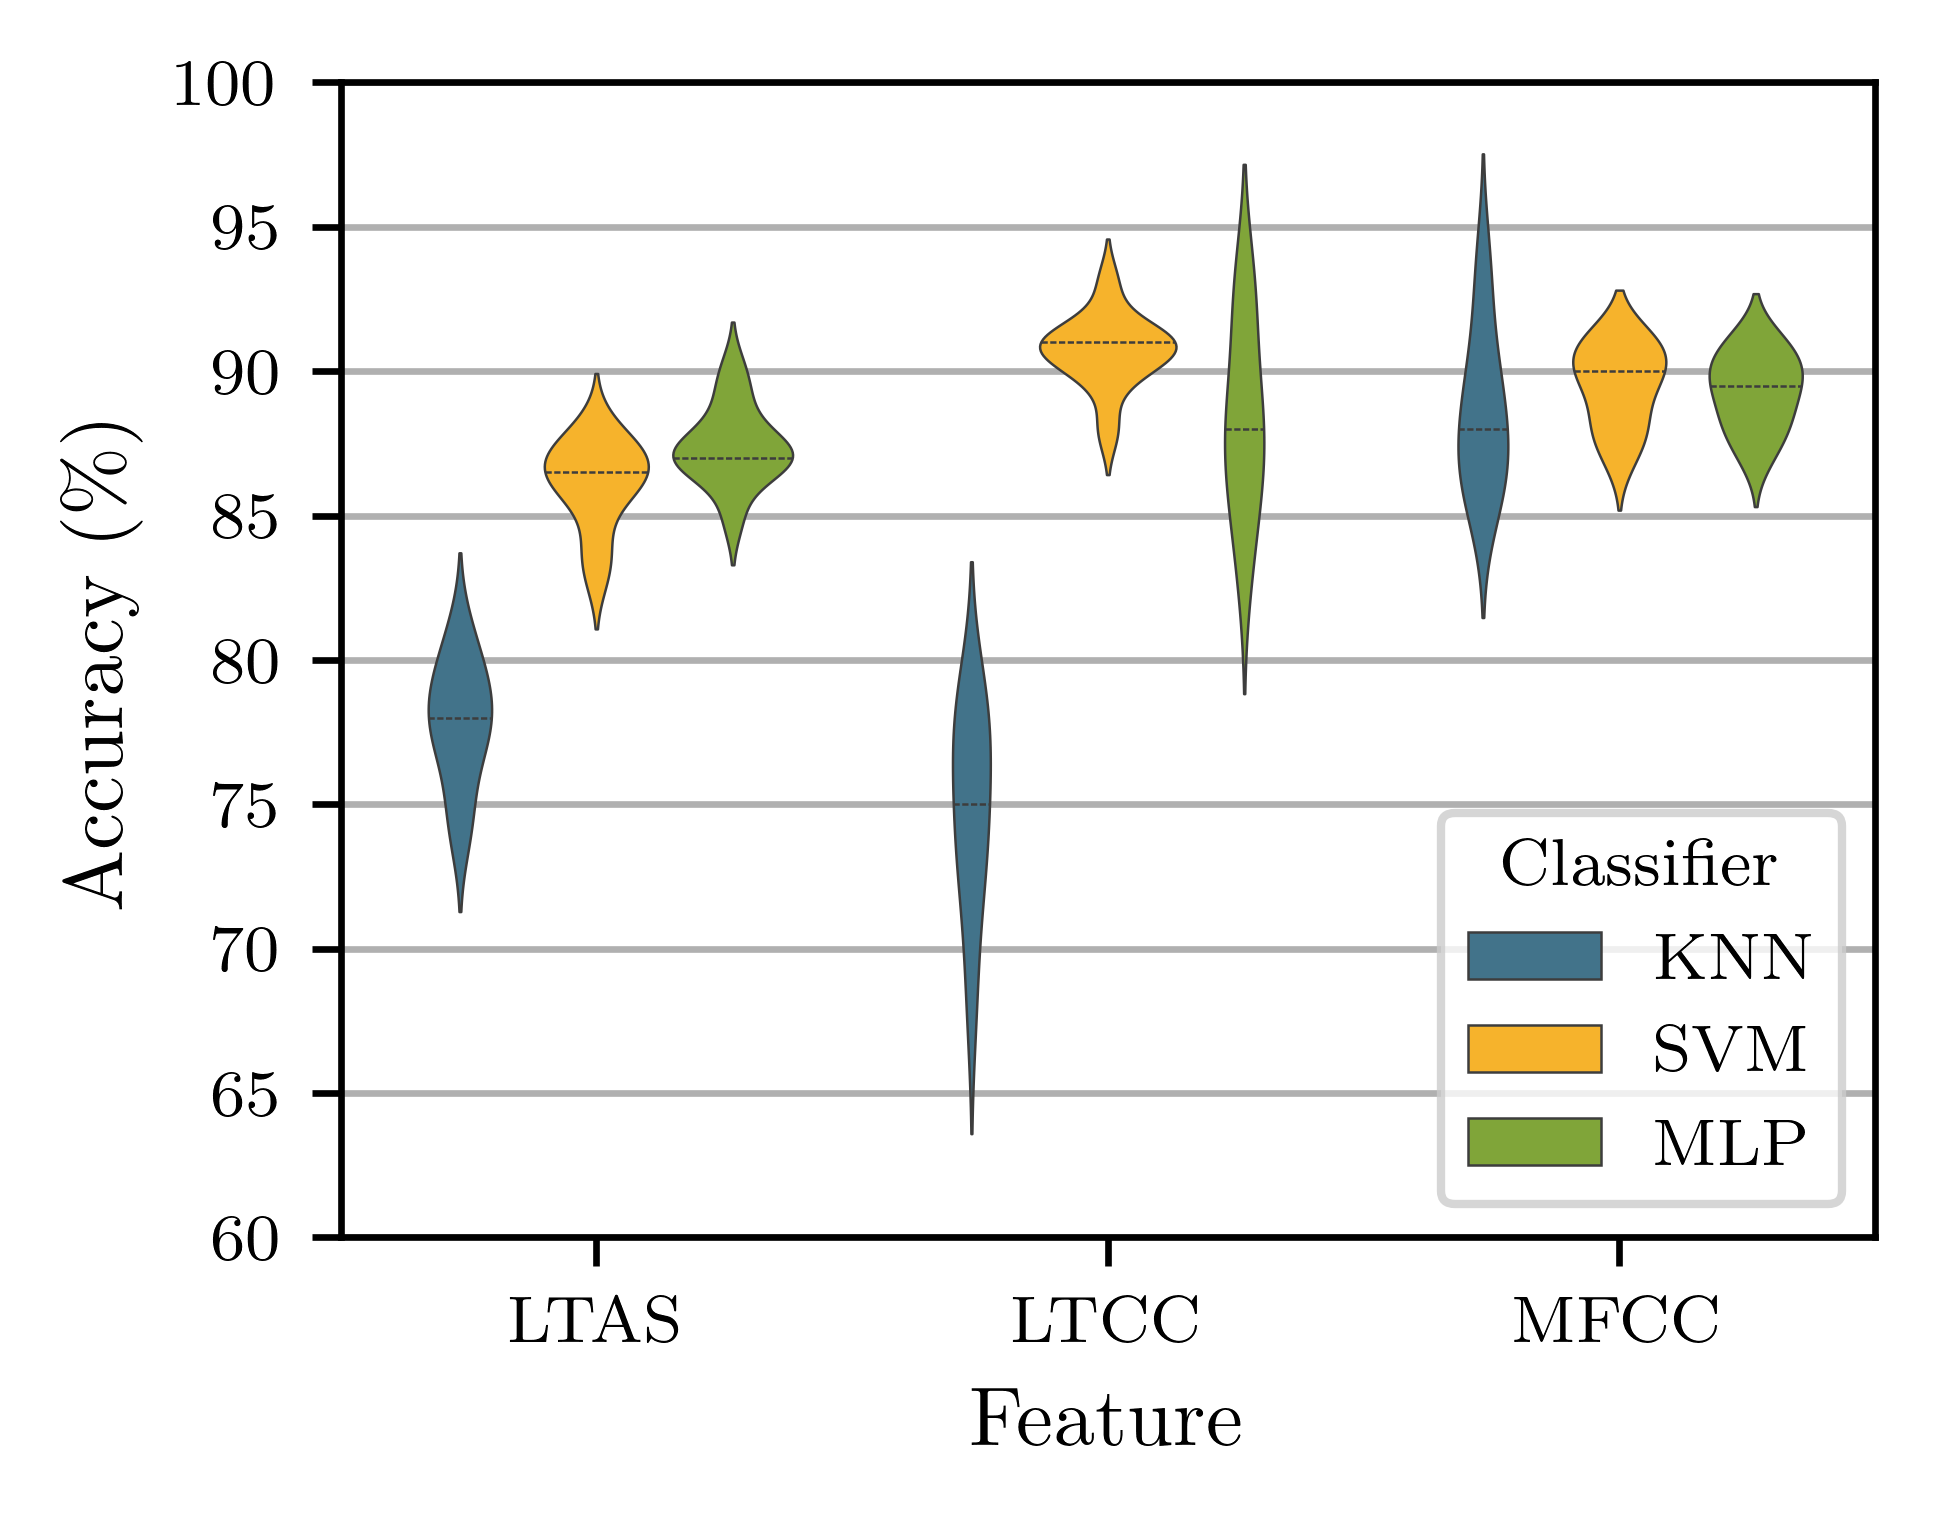 100
95
90
85
80
75
70
65
60
Accuracy (%)
Classifier
KNN
SVM
MLP
LTAS
LTCC
MFCC
Feature